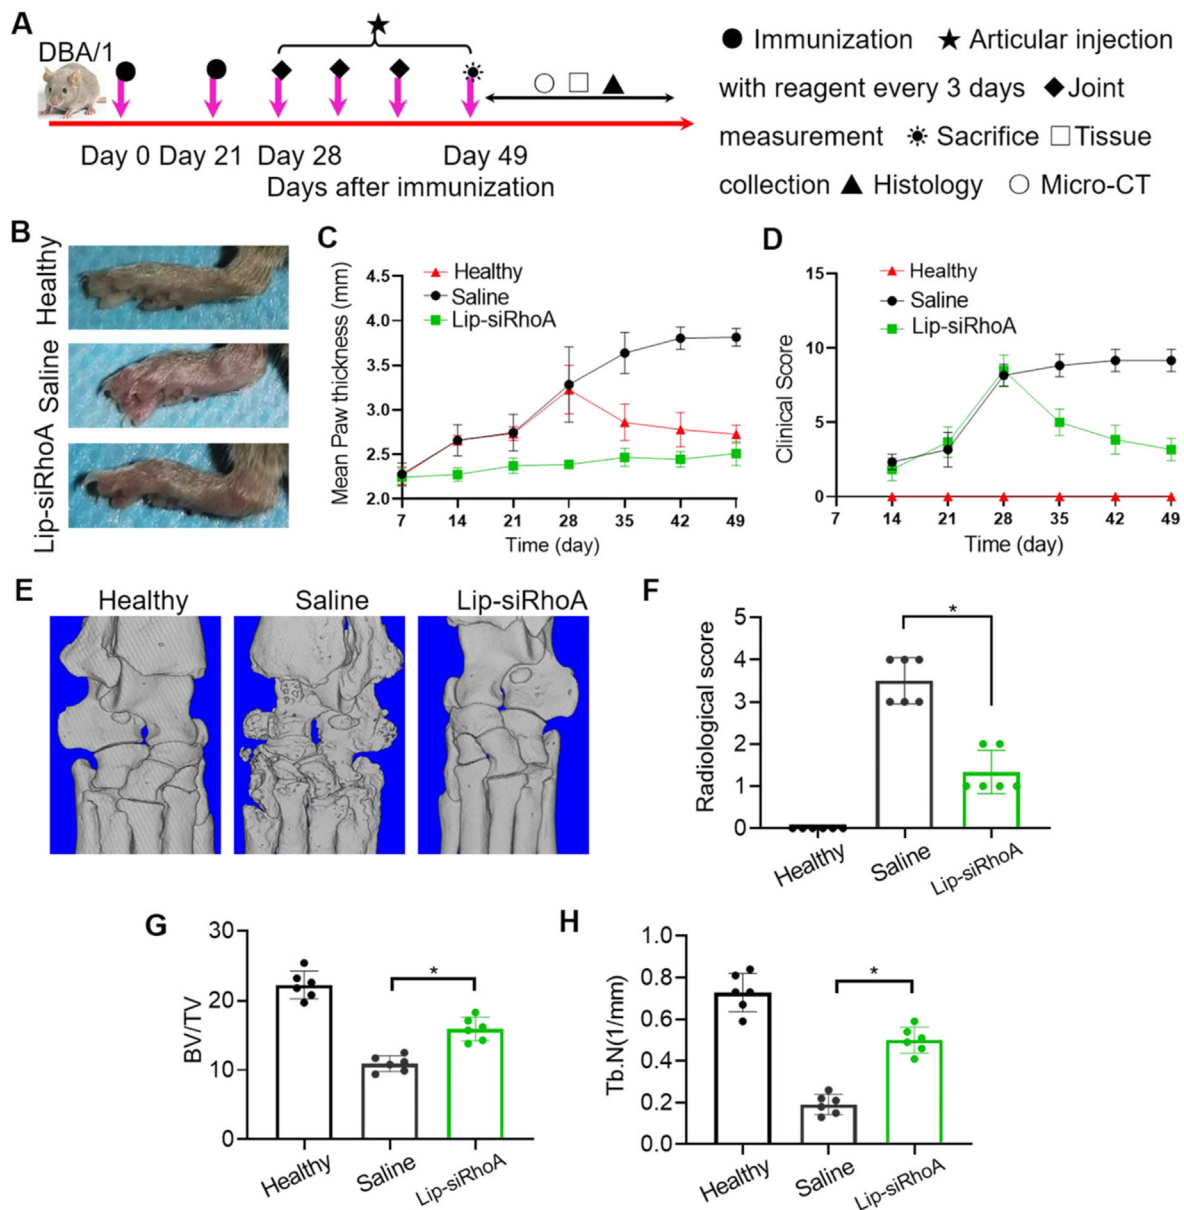 A
DBA/1
Day 0 Day 21 Day 28 Day 49
Days after immunization
Immunization Articular injection
with reagent every 3 days Joint
measurement Sacrifice Tissue
collection Histology Micro-CT
B
Healthy
Saline
Lip-siRhoA
C
Healthy
Saline
Lip-siRhoA
Mean Paw thickness (mm)
4.5
4.0
3.5
3.0
2.5
2.0
7 14 21 28 35 42 49
Time (day)
D
Healthy
Saline
Lip-siRhoA
Clinical Score
15
10
5
0
7 14 21 28 35 42 49
Time (day)
E
Healthy Saline Lip-siRhoA
F
Radiological score
5
4
3
2
1
0
*
Healthy Saline Lip-siRhoA
G
BV/TV
30
20
10
0
*
Healthy Saline Lip-siRhoA
H
Tb.N(1/mm)
1.0
0.8
0.6
0.4
0.2
0.0
*
Healthy Saline Lip-siRhoA